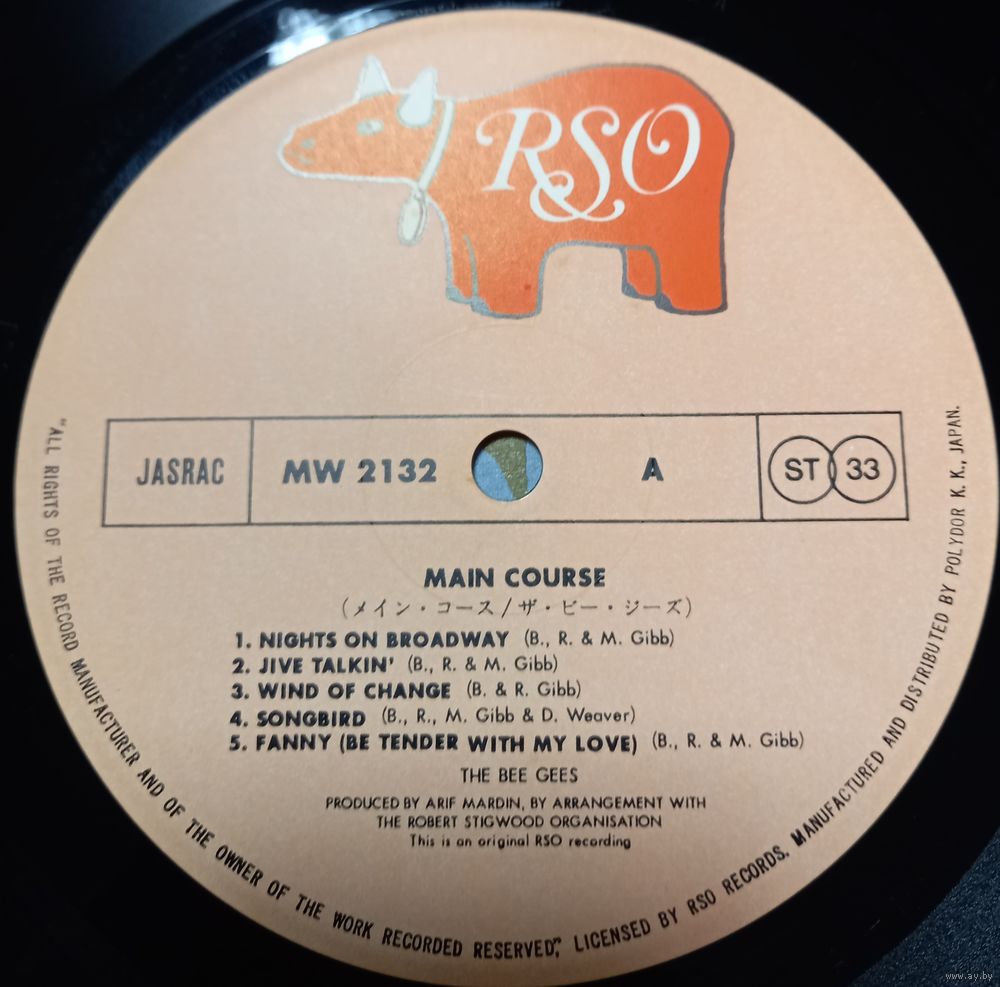 RSO
JASRAC MW 2132 A ST 33
MAIN COURSE
(メイン・コース/ザ・ビー・ジーズ)
1. NIGHTS ON BROADWAY (B., R. & M. Gibb)
2. JIVE TALKIN' (B., R. & M. Gibb)
3. WIND OF CHANGE (B. & R. Gibb)
4. SONGBIRD (B., R., M. Gibb & D. Weaver)
5. FANNY (BE TENDER WITH MY LOVE) (B., R. & M. Gibb)
THE BEE GEES
PRODUCED BY ARIF MARDIN, BY ARRANGEMENT WITH
THE ROBERT STIGWOOD ORGANISATION
This is an original RSO recording
"ALL RIGHTS OF THE RECORD MANUFACTURER AND OF THE OWNER OF THE WORK RECORDED RESERVED", LICENSED BY RSO RECORDS. MANUFACTURED AND DISTRIBUTED BY POLYDOR K. K., JAPAN.
www.ay.by